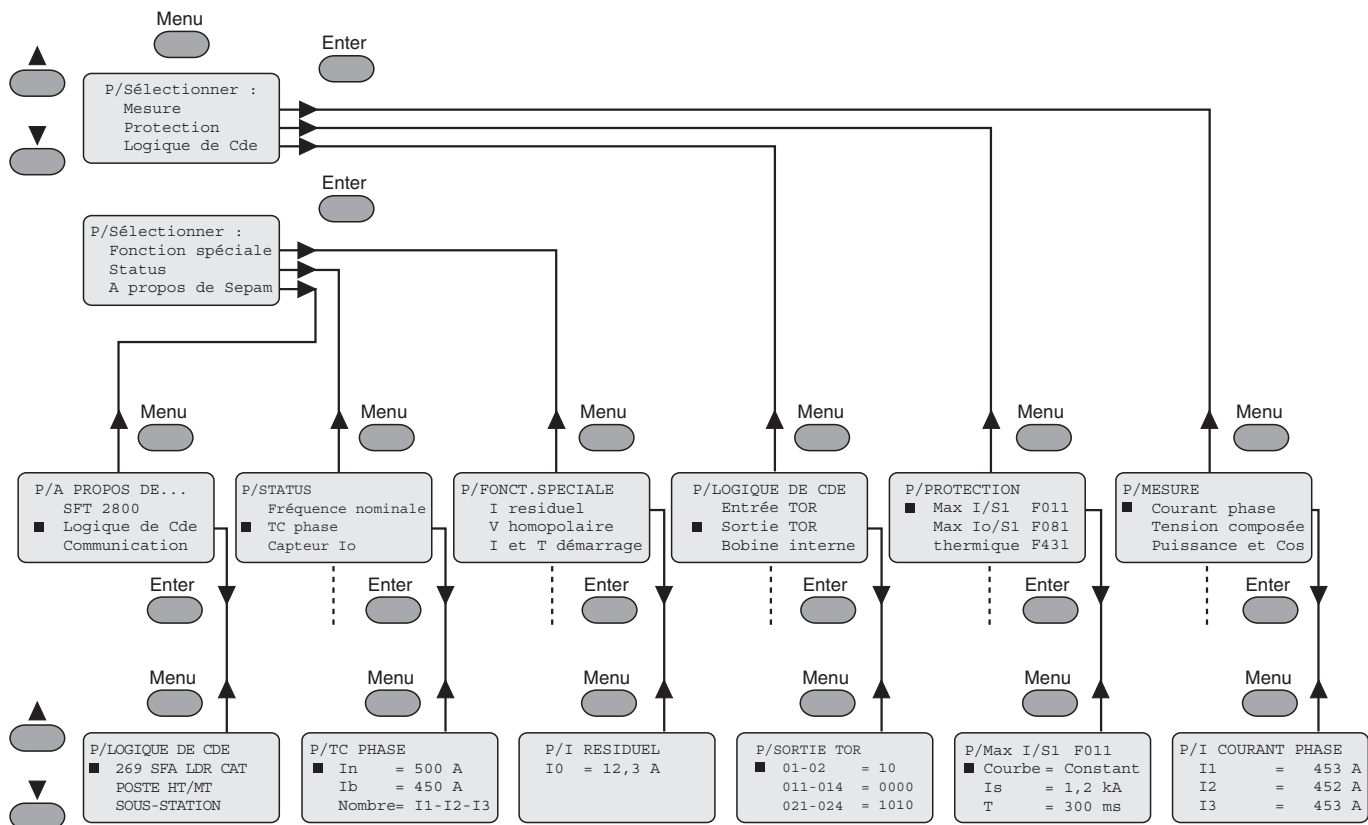 Menu
Enter
P/Sélectionner :
Mesure
Protection
Logique de Cde
Enter
P/Sélectionner :
Fonction spéciale
Status
A propos de Sepam
Menu Menu Menu Menu Menu Menu
P/A PROPOS DE...
SFT 2800
Logique de Cde
Communication
P/STATUS
Fréquence nominale
TC phase
Capteur Io
P/FONCT.SPECIALE
I residuel
V homopolaire
I et T démarrage
P/LOGIQUE DE CDE
Entrée TOR
Sortie TOR
Bobine interne
P/PROTECTION
Max I/S1 F011
Max Io/S1 F081
thermique F431
P/MESURE
Courant phase
Tension composée
Puissance et Cos
Enter Enter Enter Enter Enter Enter
Menu Menu Menu Menu Menu Menu
P/LOGIQUE DE CDE
269 SFA LDR CAT
POSTE HT/MT
SOUS-STATION
P/TC PHASE
In = 500 A
Ib = 450 A
Nombre= I1-I2-I3
P/I RESIDUEL
I0 = 12,3 A
P/SORTIE TOR
01-02 = 10
011-014 = 0000
021-024 = 1010
P/Max I/S1 F011
Courbe = Constant
Is = 1,2 kA
T = 300 ms
P/I COURANT PHASE
I1 = 453 A
I2 = 452 A
I3 = 453 A